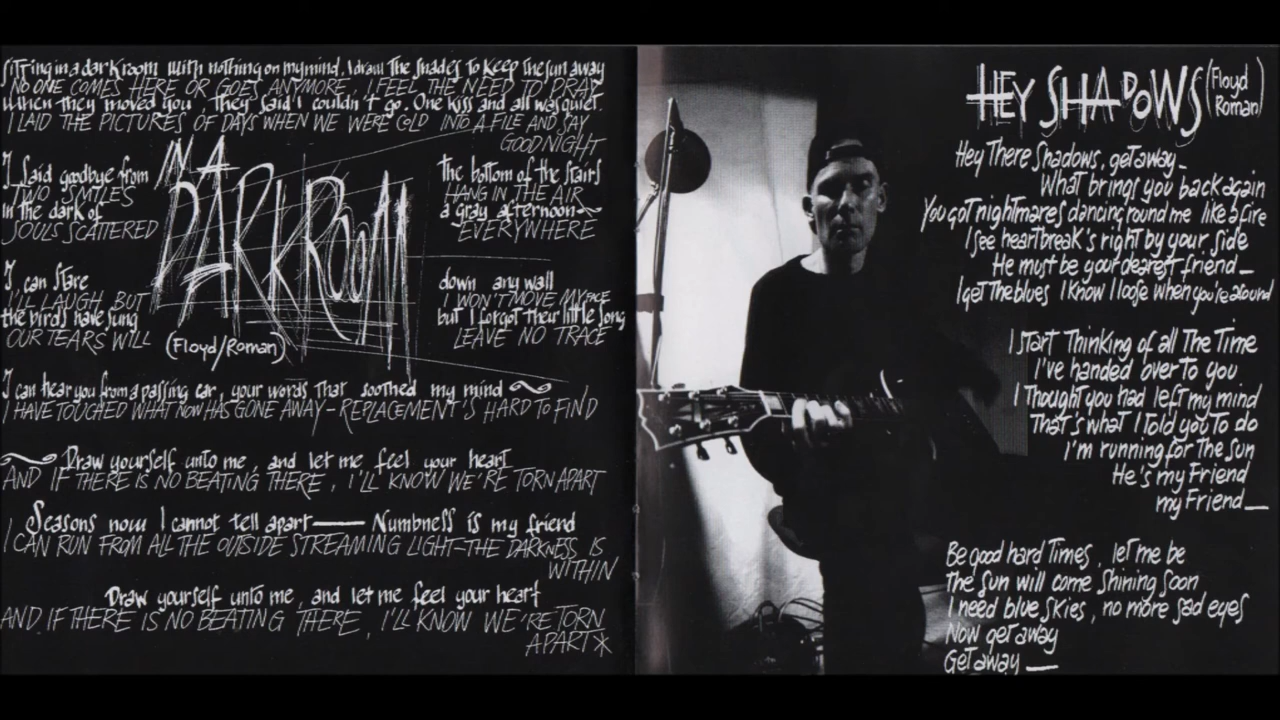 Sitting in a dark room with nothing on my mind, I draw the shades to keep the sun away
NO ONE COMES HERE OR GOES ANYMORE, I FEEL THE NEED TO PRAY
When they moved you, they said I couldn't go. One kiss and all was quiet.
I LAID THE PICTURES OF DAYS WHEN WE WERE COLD INTO A FILE AND SAY
GOOD NIGHT
IN A
DARKROOM
(Floyd/Roman)
I said goodbye from the bottom of the stairs
TWO SMILES HANG IN THE AIR
in the dark of a gray afternoon
SOULS SCATTERED EVERYWHERE
I can stare down any wall
I'LL LAUGH BUT I WON'T MOVE MY FACE
the birds have sung but I forgot their little song
OUR TEARS WILL LEAVE NO TRACE
I can hear you from a passing car, your words that soothed my mind
I HAVE TOUCHED WHAT NOW HAS GONE AWAY - REPLACEMENT'S HARD TO FIND
Draw yourself unto me, and let me feel your heart
AND IF THERE IS NO BEATING THERE, I'LL KNOW WE'RE TORN APART
Seasons now I cannot tell apart — Numbness is my friend
I CAN RUN FROM ALL THE OUTSIDE STREAMING LIGHT - THE DARKNESS IS
WITHIN
Draw yourself unto me, and let me feel your heart
AND IF THERE IS NO BEATING THERE, I'LL KNOW WE'RE TORN
APART*
HEY SHADOWS (Floyd
Roman)
Hey There Shadows, get away -
What brings you back again
You got nightmares dancing round me like a fire
I see heartbreak's right by your side
He must be your dearest friend -
I get The blues I know I loose when you're around
I start Thinking of all The Time
I've handed over to you
I Thought you had left my mind
That's what I Told you To do
I'm running for The sun
He's my Friend
my Friend —
Be good hard Times, let me be
The sun will come shining soon
I need blue skies, no more sad eyes
Now get away
Get away —